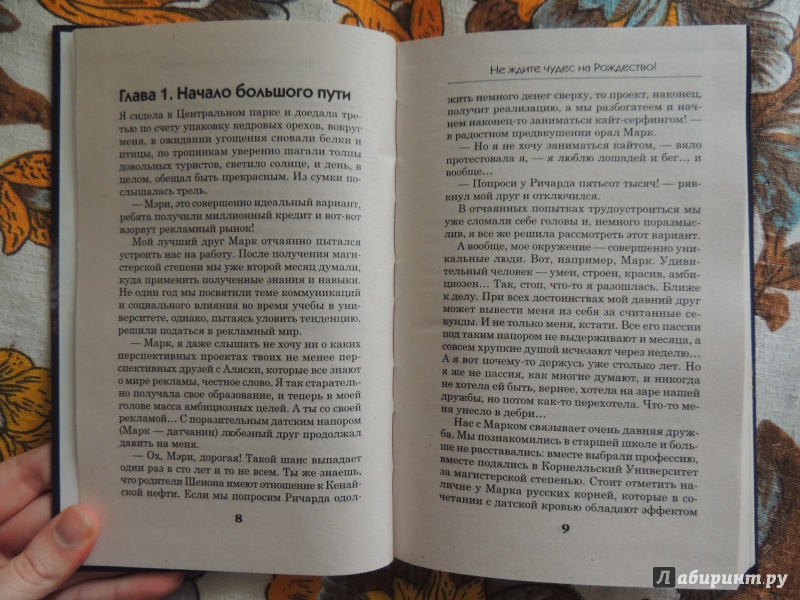 Глава 1. Начало большого пути
Я сидела в Центральном парке и доедала тре-
тью по счету упаковку кедровых орехов, вокруг
меня, в ожидании угощения сновали белки и
птицы, по тропинкам уверенно шагали толпы
довольных туристов, светило солнце, и день, в
целом, обещал быть прекрасным. Из сумки по-
слышалась трель.
— Мэри, это совершенно идеальный вариант,
ребята получили миллионный кредит и вот-вот
взорвут рекламный рынок!
Мой лучший друг Марк отчаянно пытался
устроить нас на работу. После получения маги-
стерской степени мы уже второй месяц думали,
куда применить полученные знания и навыки.
Не один год мы посвятили теме коммуникаций
и социального влияния во время учебы в уни-
верситете, однако, пытаясь уловить тенденцию,
решили податься в рекламный мир.
— Марк, я даже слышать не хочу ни о каких
перспективных проектах твоих не менее пер-
спективных друзей с Аляски, которые все знают
о мире рекламы, честное слово. Я так старатель-
но получала свое образование, и теперь в моей
голове масса амбициозных целей. А ты со своей
рекламой... С поразительным датским напором
(Марк — датчанин) любезный друг продолжал
давить на меня.
— Ох, Мэри, дорогая! Такой шанс выпадает
один раз в сто лет и то не всем. Ты же знаешь,
что родители Шенона имеют отношение к Кенай-
ской нефти. Если мы попросим Ричарда одол-
8
Не ждите чудес на Рождество!
жить немного денег сверху, то проект, наконец,
получит реализацию, а мы разбогатеем и нач-
нем наконец-то заниматься кайт-серфингом! —
в радостном предвкушении орал Марк.
— Но я не хочу заниматься кайтом, — вяло
протестовала я, — я люблю лошадей и бег... и
вообще...
— Попроси у Ричарда пятьсот тысяч! — ряв-
кнул мой друг и отключился.
В отчаянных попытках трудоустроиться мы
уже сломали себе головы и, немного поразмыс-
лив, я все же решила рассмотреть этот вариант.
А вообще, мое окружение — совершенно уни-
кальные люди. Вот, например, Марк. Удиви-
тельный человек — умен, строен, красив, амби-
циозен... Так, стоп, что-то я разошлась. Ближе
к делу. При всех достоинствах мой давний друг
может вывести меня из себя за считанные се-
кунды. И не только меня, кстати. Все его пассии
под таким напором не выдерживают и месяца, а
совсем хрупкие душой исчезают через неделю...
А я вот почему-то держусь уже столько лет. Но
я же не пассия, как многие думают, и никогда
не хотела ей быть, вернее, хотела на заре нашей
дружбы, но потом как-то перехотела. Что-то ме-
ня унесло в дебри...
Нас с Марком связывает очень давняя друж-
ба. Мы познакомились в старшей школе и боль-
ше не расставались: вместе выбрали профессию,
вместе подались в Корнелльский Университет
за магистерской степенью. Стоит отметить на-
личие у Марка русских корней, которые в со-
четании с датской кровью обладают эффектом
9
Лабиринт.ру